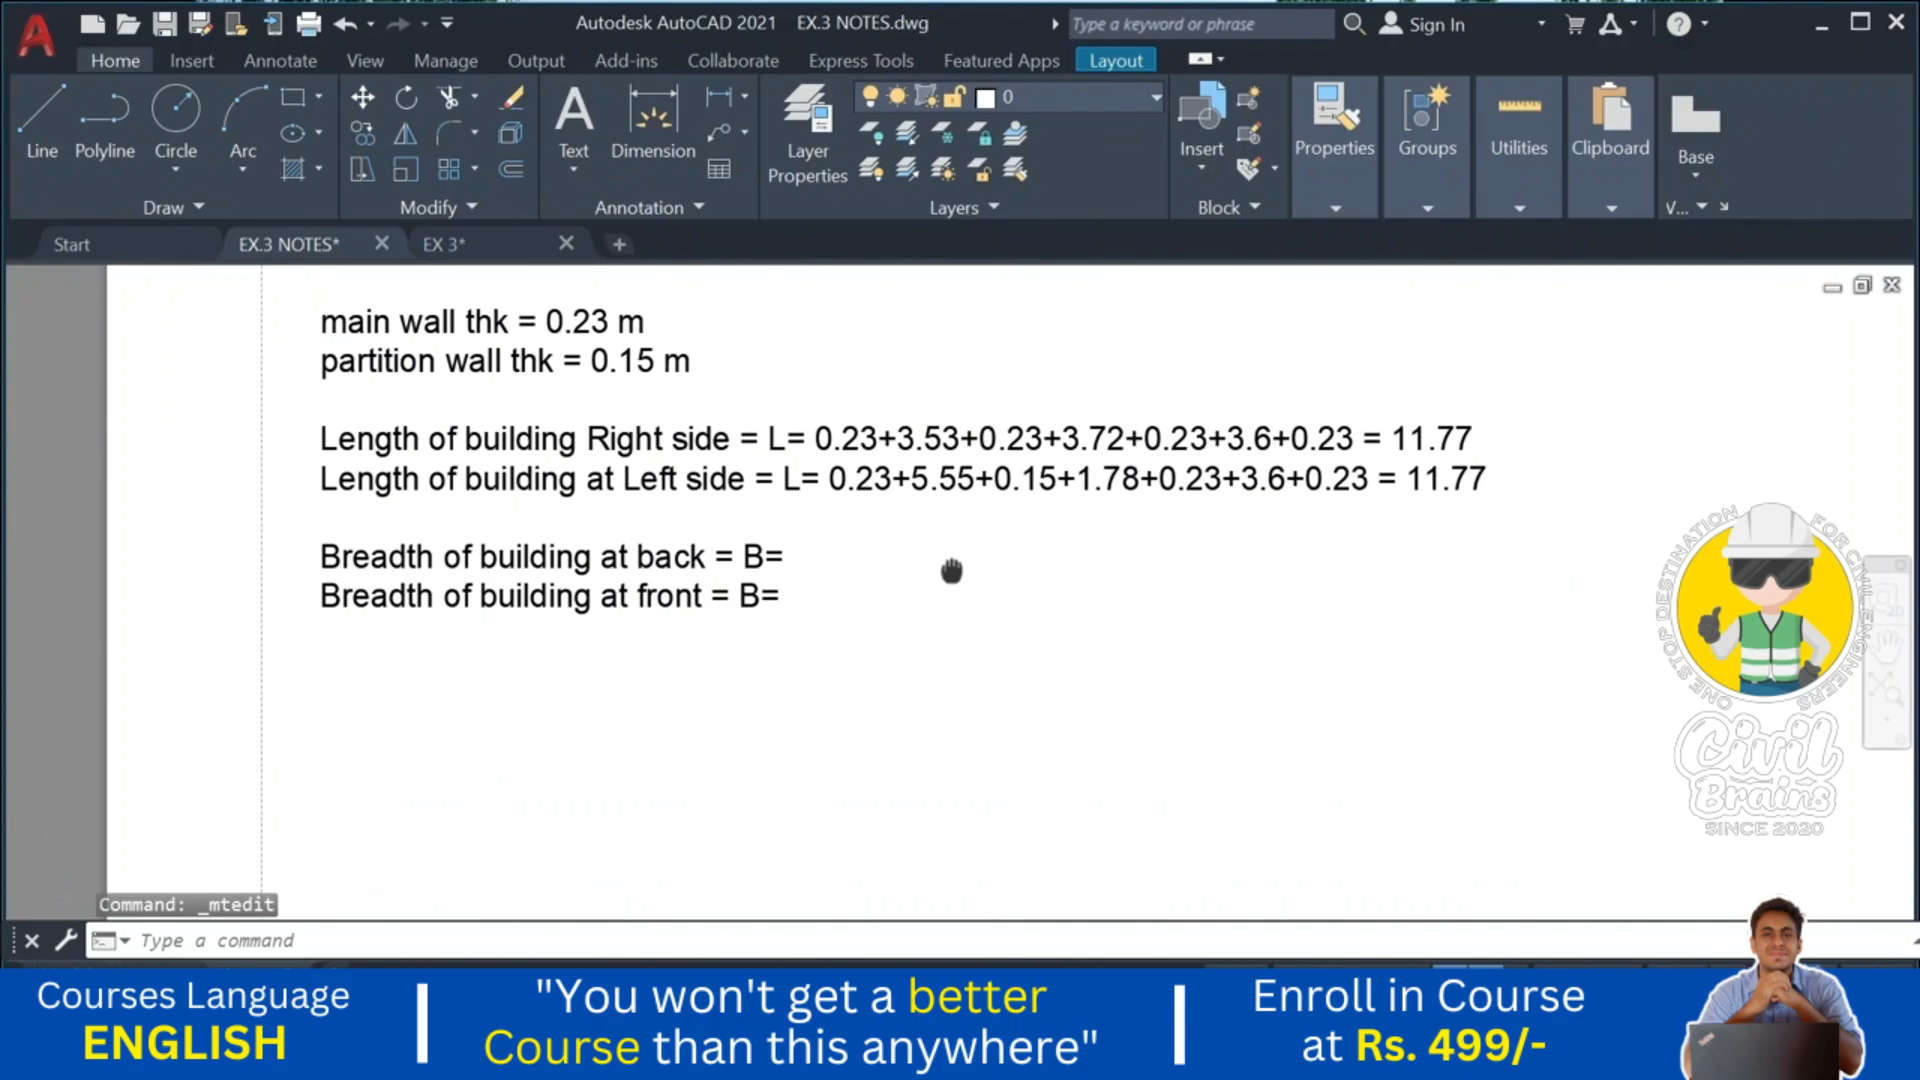 Autodesk AutoCAD 2021 EX.3 NOTES.dwg
Type a keyword or phrase
Sign In
Home Insert Annotate View Manage Output Add-ins Collaborate Express Tools Featured Apps Layout
0
Line Polyline Circle Arc
Text Dimension
Layer Properties
Insert
Properties Groups Utilities Clipboard Base
Draw Modify Annotation Layers Block V...
Start EX.3 NOTES* EX 3*
main wall thk = 0.23 m
partition wall thk = 0.15 m
Length of building Right side = L= 0.23+3.53+0.23+3.72+0.23+3.6+0.23 = 11.77
Length of building at Left side = L= 0.23+5.55+0.15+1.78+0.23+3.6+0.23 = 11.77
Breadth of building at back = B=
Breadth of building at front = B=
ONE STOP DESTINATION FOR CIVIL ENGINEERS
Civil
Brains
SINCE 2020
Command: _mtedit
Type a command
Courses Language
ENGLISH
"You won't get a better
Course than this anywhere"
Enroll in Course
at Rs. 499/-